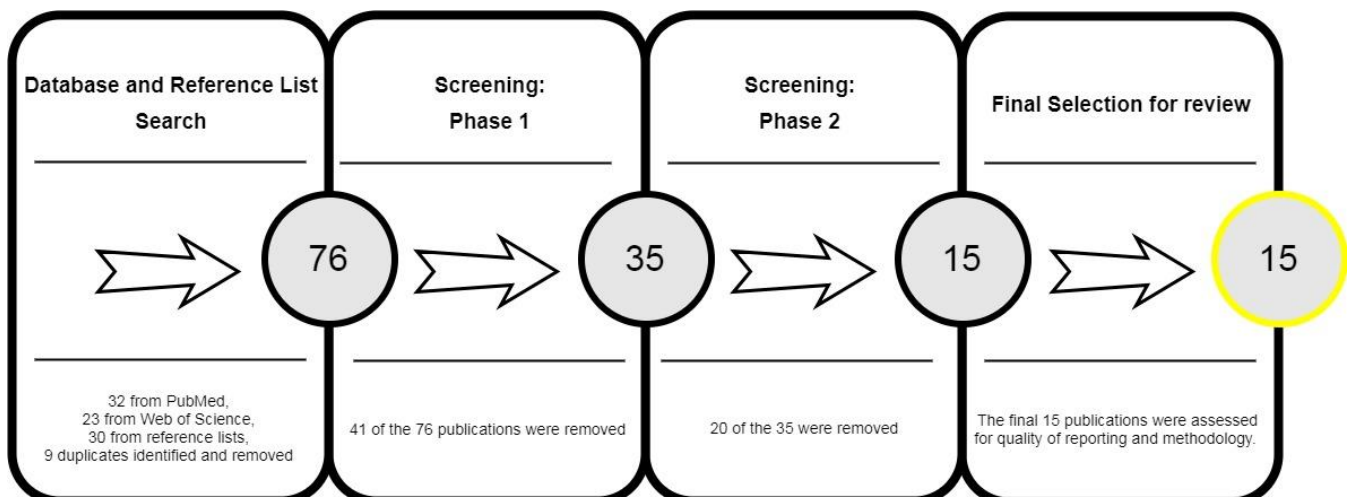 Database and Reference List
Search
76
32 from PubMed,
23 from Web of Science,
30 from reference lists,
9 duplicates identified and removed
Screening:
Phase 1
35
41 of the 76 publications were removed
Screening:
Phase 2
15
20 of the 35 were removed
Final Selection for review
15
The final 15 publications were assessed
for quality of reporting and methodology.